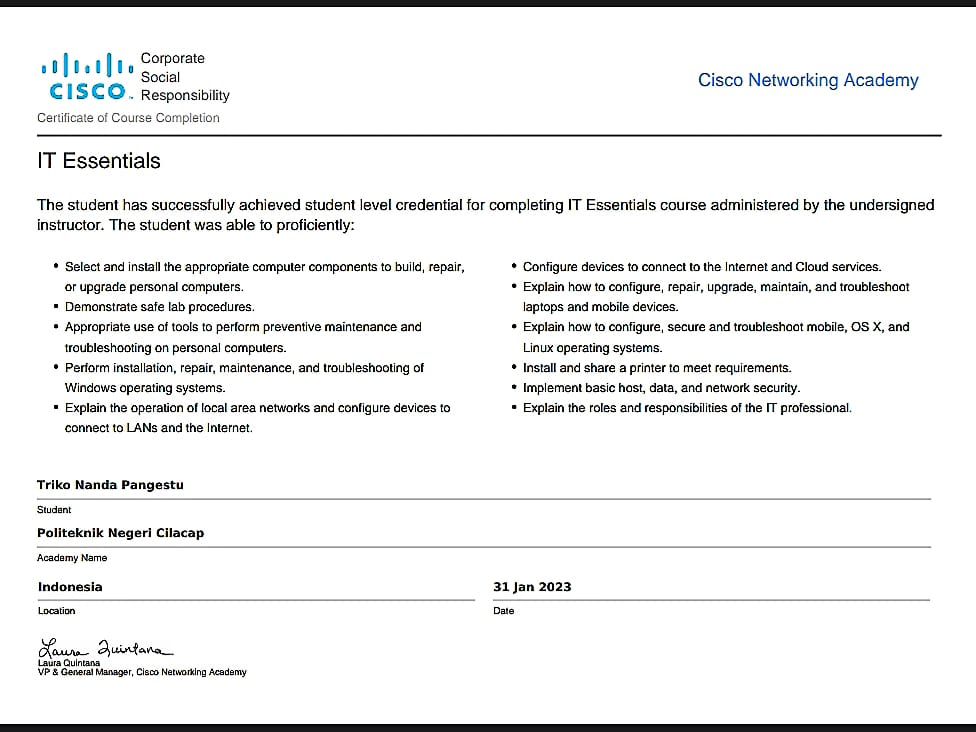 Corporate
Social
CISCO™ Responsibility
Cisco Networking Academy
Certificate of Course Completion
IT Essentials
The student has successfully achieved student level credential for completing IT Essentials course administered by the undersigned
instructor. The student was able to proficiently:
• Select and install the appropriate computer components to build, repair,
or upgrade personal computers.
• Demonstrate safe lab procedures.
• Appropriate use of tools to perform preventive maintenance and
troubleshooting on personal computers.
• Perform installation, repair, maintenance, and troubleshooting of
Windows operating systems.
• Explain the operation of local area networks and configure devices to
connect to LANs and the Internet.
• Configure devices to connect to the Internet and Cloud services.
• Explain how to configure, repair, upgrade, maintain, and troubleshoot
laptops and mobile devices.
• Explain how to configure, secure and troubleshoot mobile, OS X, and
Linux operating systems.
• Install and share a printer to meet requirements.
• Implement basic host, data, and network security.
• Explain the roles and responsibilities of the IT professional.
Triko Nanda Pangestu
Student
Politeknik Negeri Cilacap
Academy Name
Indonesia
Location
31 Jan 2023
Date
Laura Quintana
Laura Quintana
VP & General Manager, Cisco Networking Academy